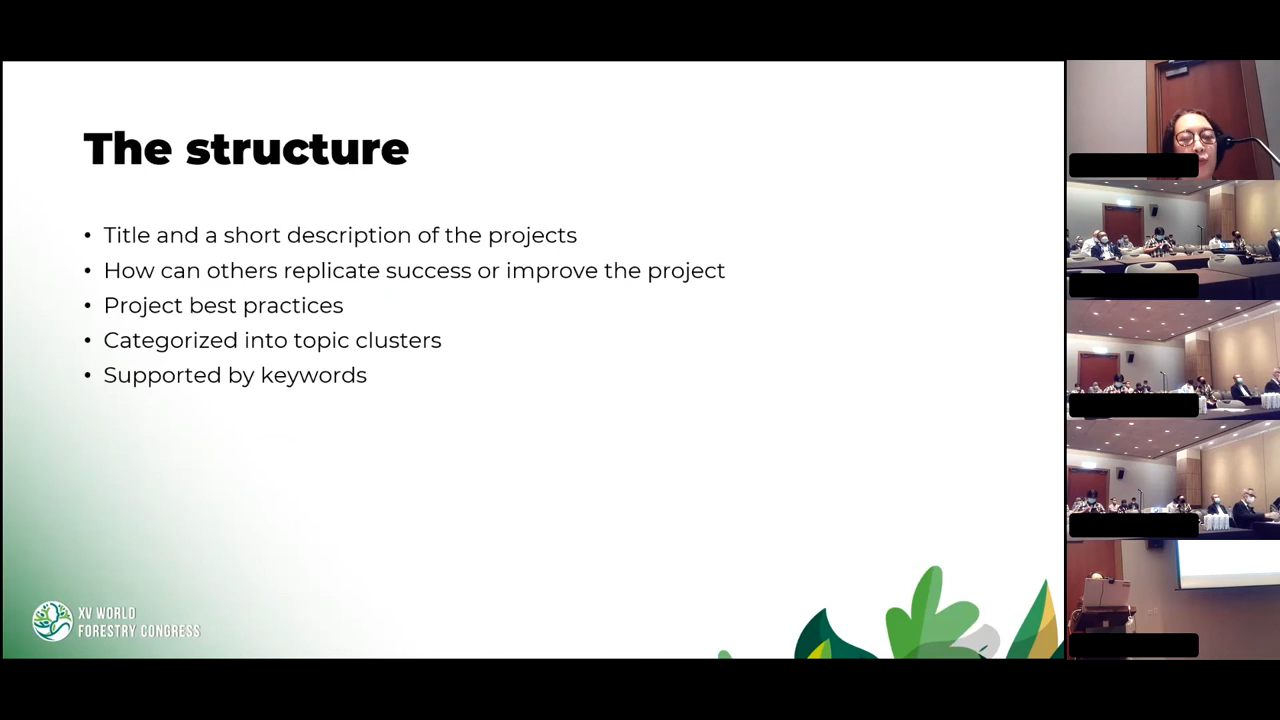 The structure
• Title and a short description of the projects
• How can others replicate success or improve the project
• Project best practices
• Categorized into topic clusters
• Supported by keywords
XV WORLD
FORESTRY CONGRESS